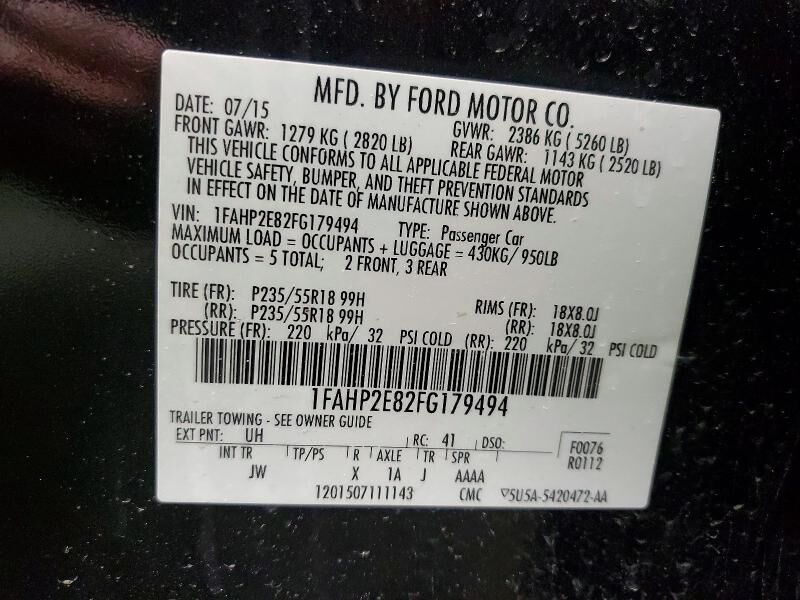 MFD. BY FORD MOTOR CO.
DATE: 07/15 GVWR: 2386 KG ( 5260 LB)
FRONT GAWR: 1279 KG ( 2820 LB) REAR GAWR: 1143 KG ( 2520 LB)
THIS VEHICLE CONFORMS TO ALL APPLICABLE FEDERAL MOTOR
VEHICLE SAFETY, BUMPER, AND THEFT PREVENTION STANDARDS
IN EFFECT ON THE DATE OF MANUFACTURE SHOWN ABOVE.
VIN: 1FAHP2E82FG179494 TYPE: Passenger Car
MAXIMUM LOAD = OCCUPANTS + LUGGAGE = 430KG/ 950LB
OCCUPANTS = 5 TOTAL; 2 FRONT, 3 REAR
TIRE (FR): P235/55R18 99H RIMS (FR): 18X8.0J
(RR): P235/55R18 99H (RR): 18X8.0J
PRESSURE (FR): 220 kPa/ 32 PSI COLD (RR): 220 kPa/ 32 PSI COLD
1FAHP2E82FG179494
TRAILER TOWING - SEE OWNER GUIDE
EXT PNT: UH RC: 41 DSO: F0076
INT TR TP/PS R AXLE TR SPR R0112
JW X 1A J AAAA
1201507111143 CMC ▽5U5A-5420472-AA